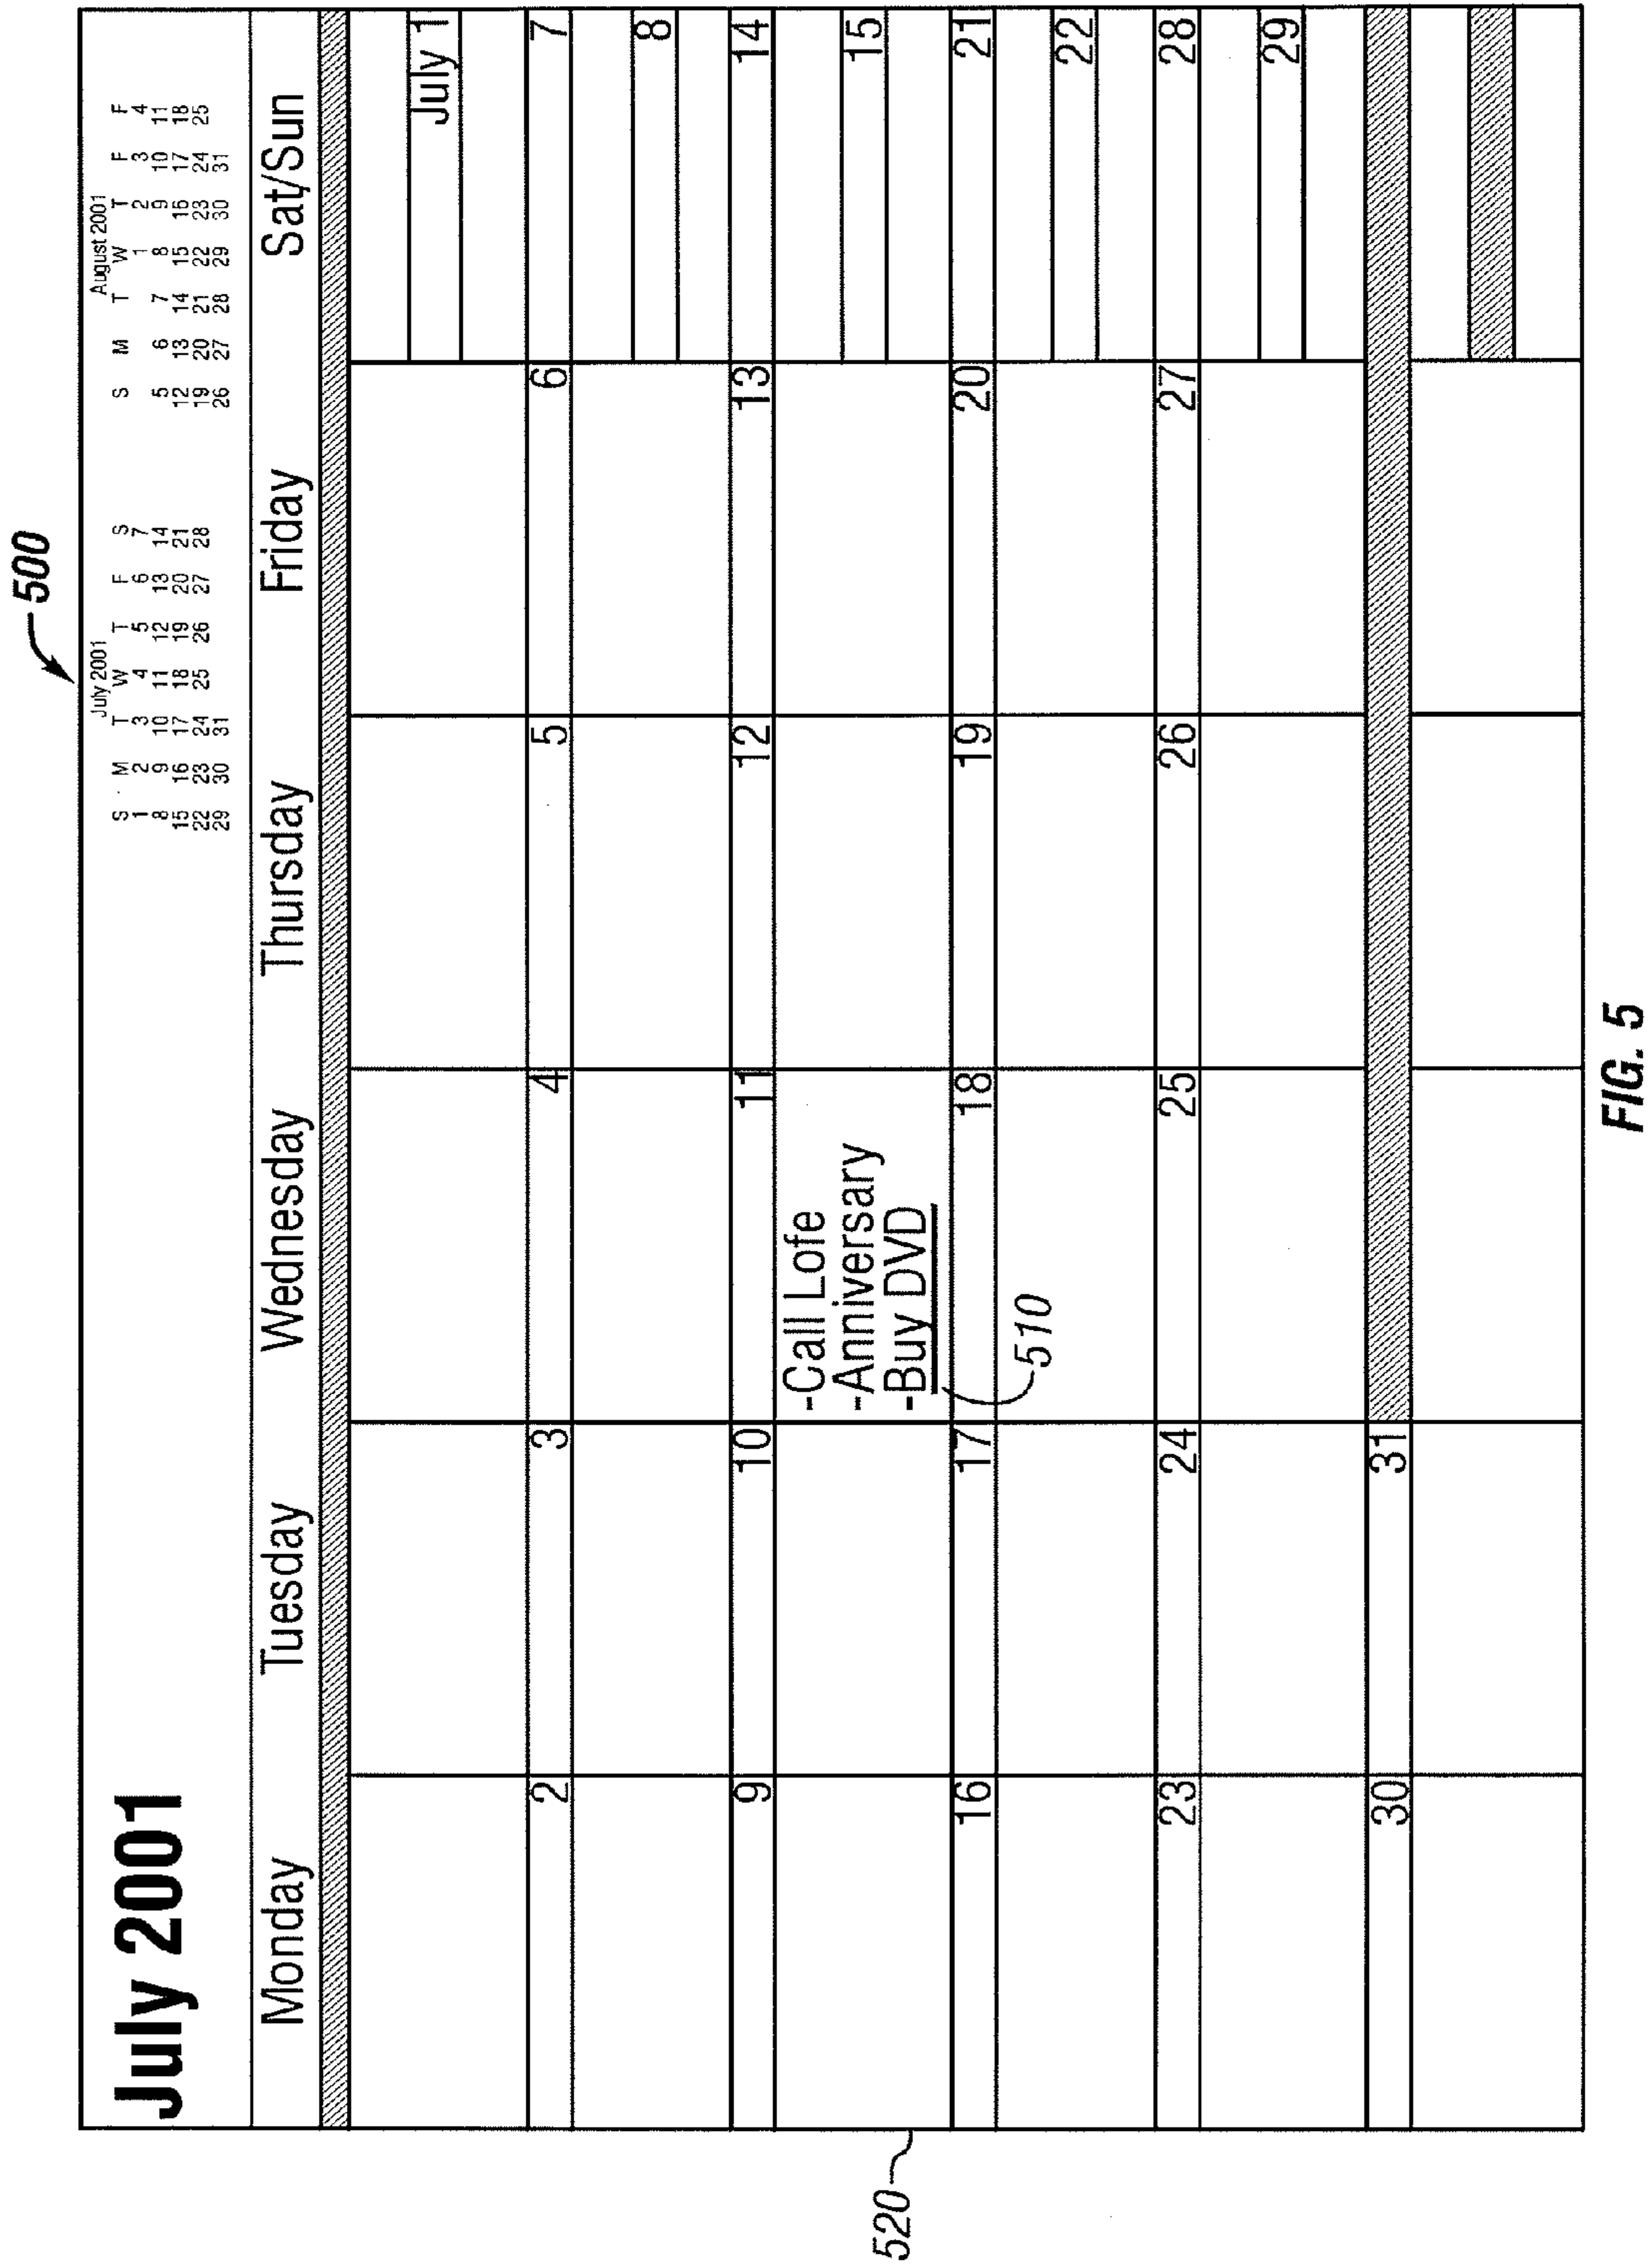 500
July 2001
July 2001
S M T W T F S
1 2 3 4 5 6 7
8 9 10 11 12 13 14
15 16 17 18 19 20 21
22 23 24 25 26 27 28
29 30 31
August 2001
S M T W T F F
1 2 3 4
5 6 7 8 9 10 11
12 13 14 15 16 17 18
19 20 21 22 23 24 25
26 27 28 29 30 31
Monday Tuesday Wednesday Thursday Friday Sat/Sun
July 1
2 3 4 5 6 7
8
9 10 11 12 13 14
-Call Lofe
-Anniversary
-Buy DVD
15
520
16 17 18 19 20 21
510
22
23 24 25 26 27 28
29
30 31
FIG. 5